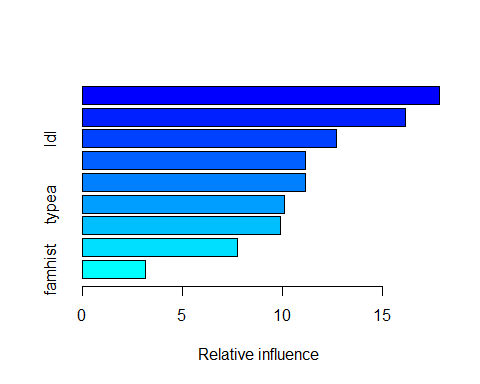 ldl
typea
famhist
0 5 10 15
Relative influence